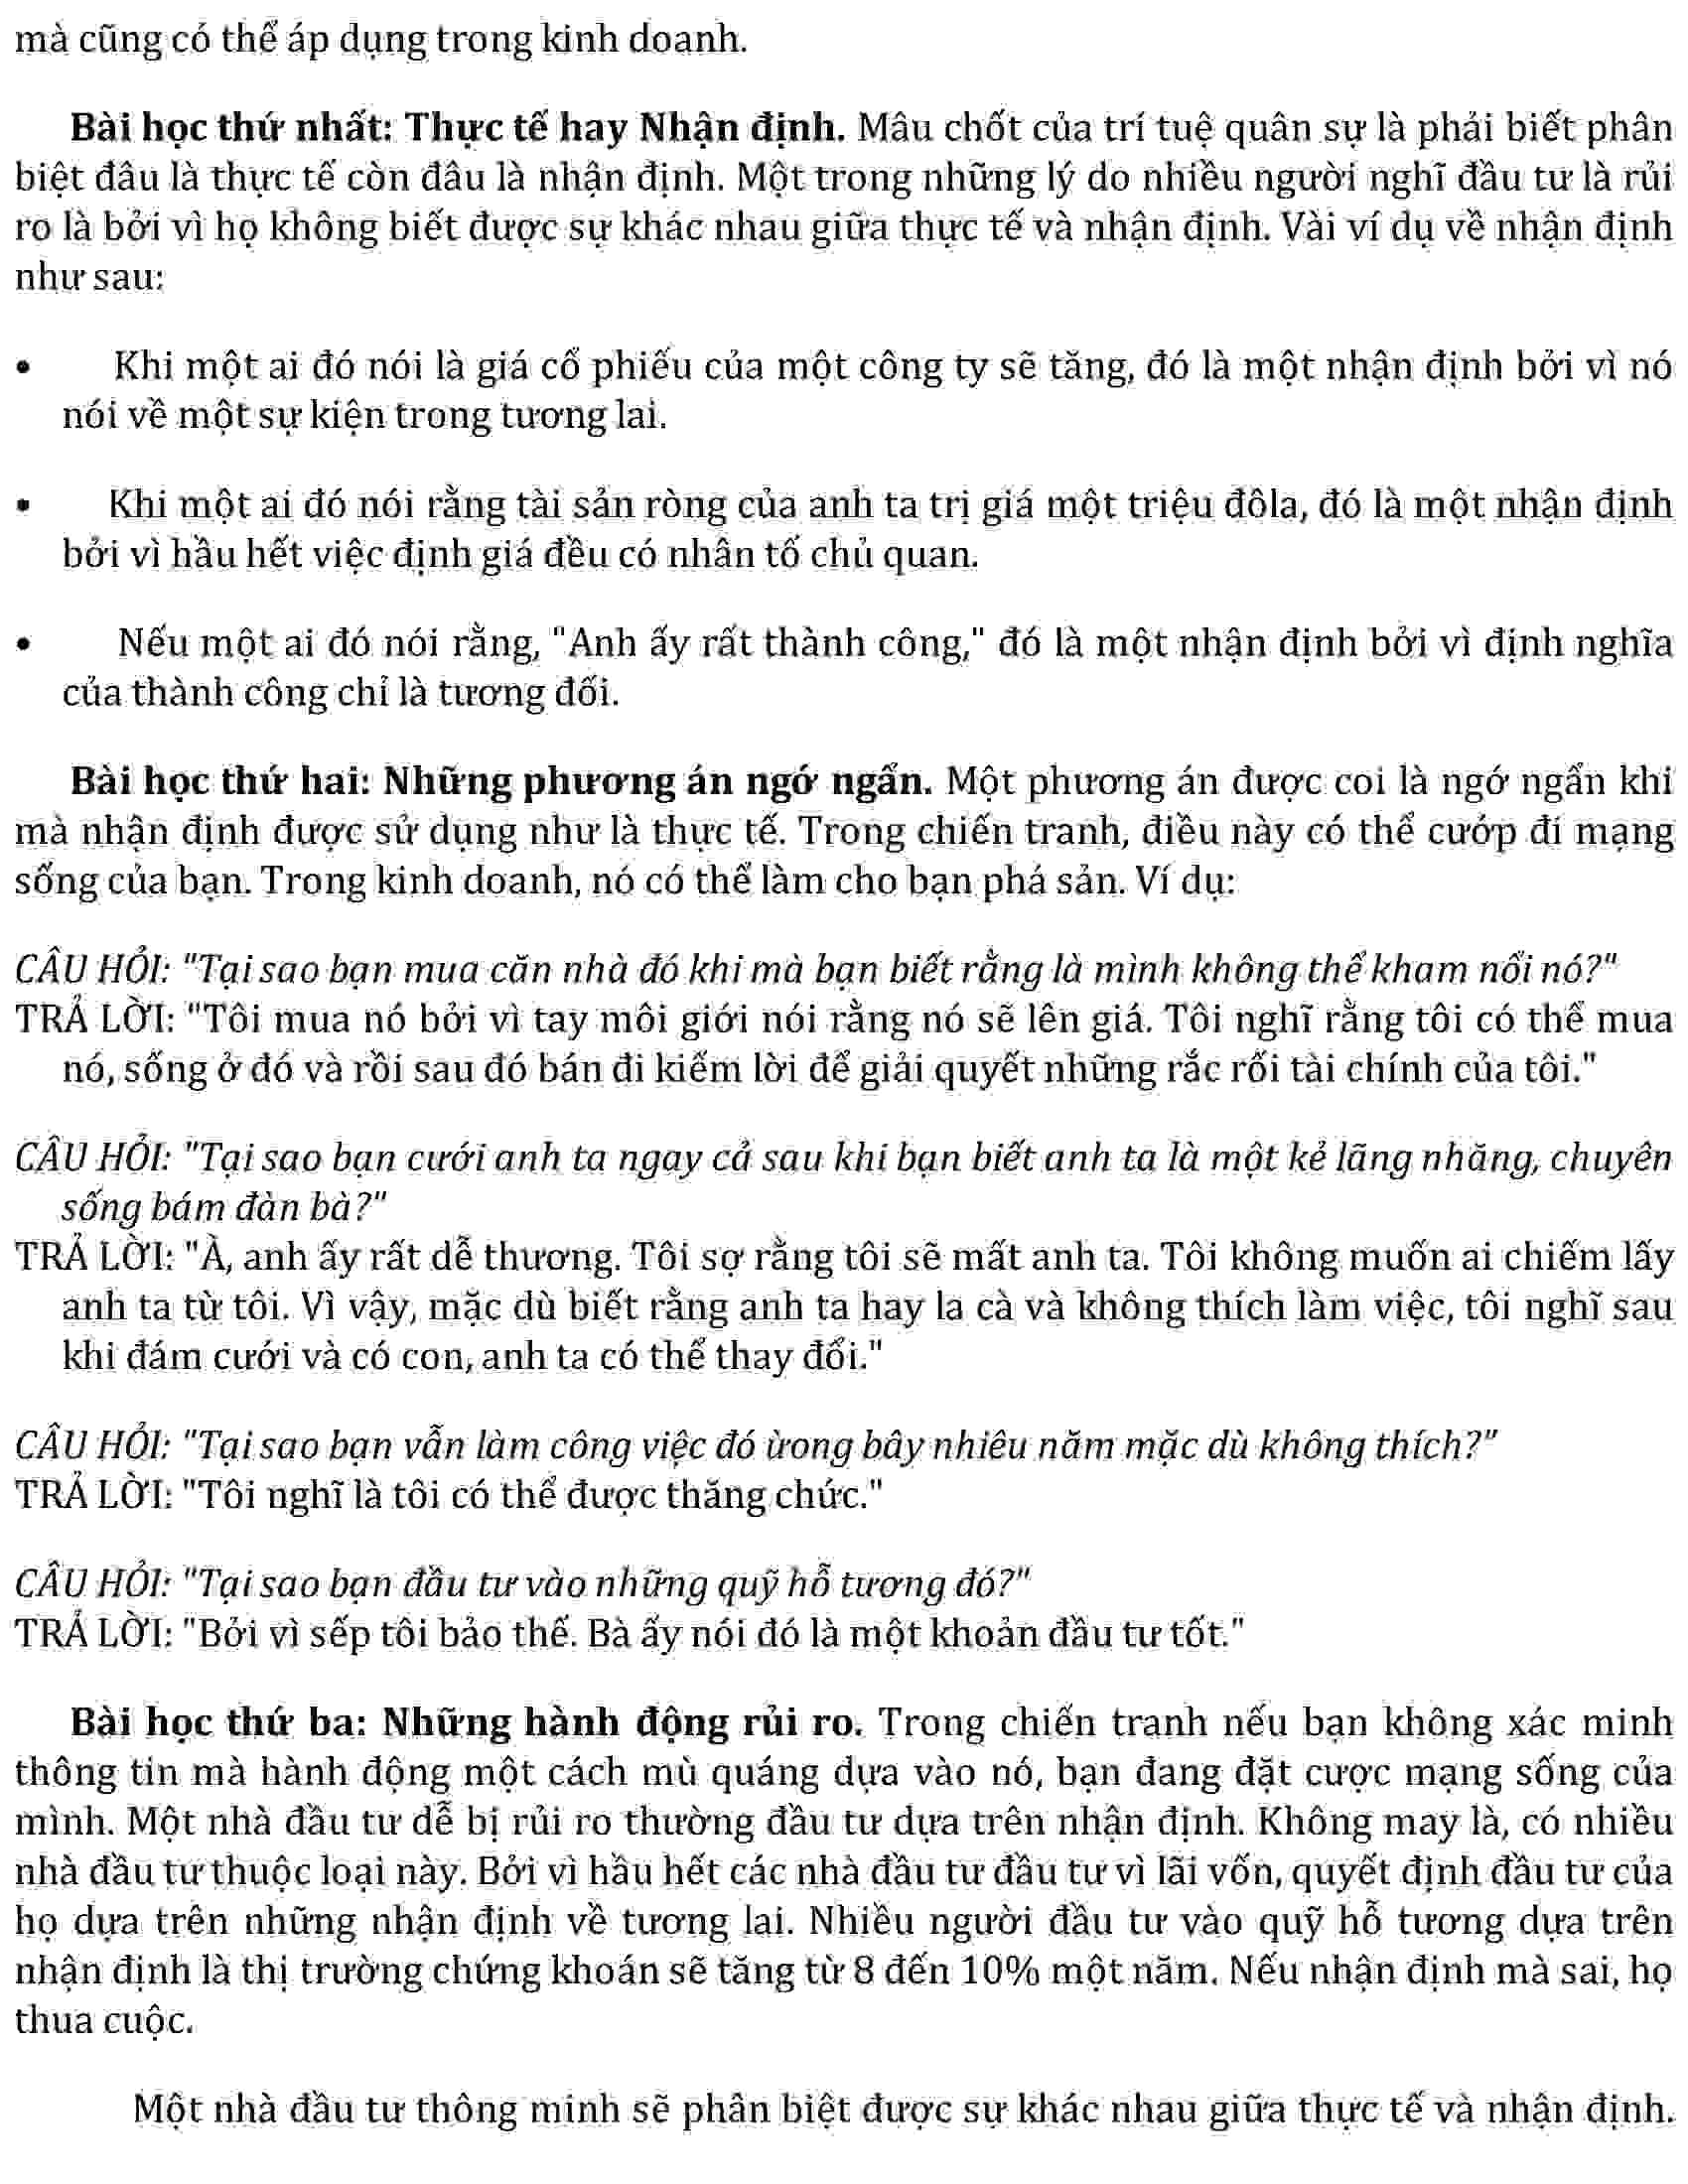 mà cũng có thể áp dụng trong kinh doanh.
Bài học thứ nhất: Thực tế hay Nhận định. Mâu chốt của trí tuệ quân sự là phải biết phân
biệt đâu là thực tế còn đâu là nhận định. Một trong những lý do nhiều người nghĩ đầu tư là rủi
ro là bởi vì họ không biết được sự khác nhau giữa thực tế và nhận định. Vài ví dụ về nhận định
như sau:
• Khi một ai đó nói là giá cổ phiếu của một công ty sẽ tăng, đó là một nhận định bởi vì nó
nói về một sự kiện trong tương lai.
• Khi một ai đó nói rằng tài sản ròng của anh ta trị giá một triệu đôla, đó là một nhận định
bởi vì hầu hết việc định giá đều có nhân tố chủ quan.
• Nếu một ai đó nói rằng, "Anh ấy rất thành công," đó là một nhận định bởi vì định nghĩa
của thành công chỉ là tương đối.
Bài học thứ hai: Những phương án ngớ ngẩn. Một phương án được coi là ngớ ngẩn khi
mà nhận định được sử dụng như là thực tế. Trong chiến tranh, điều này có thể cướp đi mạng
sống của bạn. Trong kinh doanh, nó có thể làm cho bạn phá sản. Ví dụ:
CÂU HỎI: "Tại sao bạn mua căn nhà đó khi mà bạn biết rằng là mình không thể kham nổi nó?"
TRẢ LỜI: "Tôi mua nó bởi vì tay môi giới nói rằng nó sẽ lên giá. Tôi nghĩ rằng tôi có thể mua
nó, sống ở đó và rồi sau đó bán đi kiếm lời để giải quyết những rắc rối tài chính của tôi."
CÂU HỎI: "Tại sao bạn cưới anh ta ngay cả sau khi bạn biết anh ta là một kẻ lăng nhăng, chuyên
sống bám đàn bà?"
TRẢ LỜI: "À, anh ấy rất dễ thương. Tôi sợ rằng tôi sẽ mất anh ta. Tôi không muốn ai chiếm lấy
anh ta từ tôi. Vì vậy, mặc dù biết rằng anh ta hay la cà và không thích làm việc, tôi nghĩ sau
khi đám cưới và có con, anh ta có thể thay đổi."
CÂU HỎI: "Tại sao bạn vẫn làm công việc đó ừong bây nhiêu năm mặc dù không thích?"
TRẢ LỜI: "Tôi nghĩ là tôi có thể được thăng chức."
CÂU HỎI: "Tại sao bạn đầu tư vào những quỹ hỗ tương đó?"
TRẢ LỜI: "Bởi vì sếp tôi bảo thế. Bà ấy nói đó là một khoản đầu tư tốt."
Bài học thứ ba: Những hành động rủi ro. Trong chiến tranh nếu bạn không xác minh
thông tin mà hành động một cách mù quáng dựa vào nó, bạn đang đặt cược mạng sống của
mình. Một nhà đầu tư dễ bị rủi ro thường đầu tư dựa trên nhận định. Không may là, có nhiều
nhà đầu tư thuộc loại này. Bởi vì hầu hết các nhà đầu tư đầu tư vì lãi vốn, quyết định đầu tư của
họ dựa trên những nhận định về tương lai. Nhiều người đầu tư vào quỹ hỗ tương dựa trên
nhận định là thị trường chứng khoán sẽ tăng từ 8 đến 10% một năm. Nếu nhận định mà sai, họ
thua cuộc.
Một nhà đầu tư thông minh sẽ phân biệt được sự khác nhau giữa thực tế và nhận định.